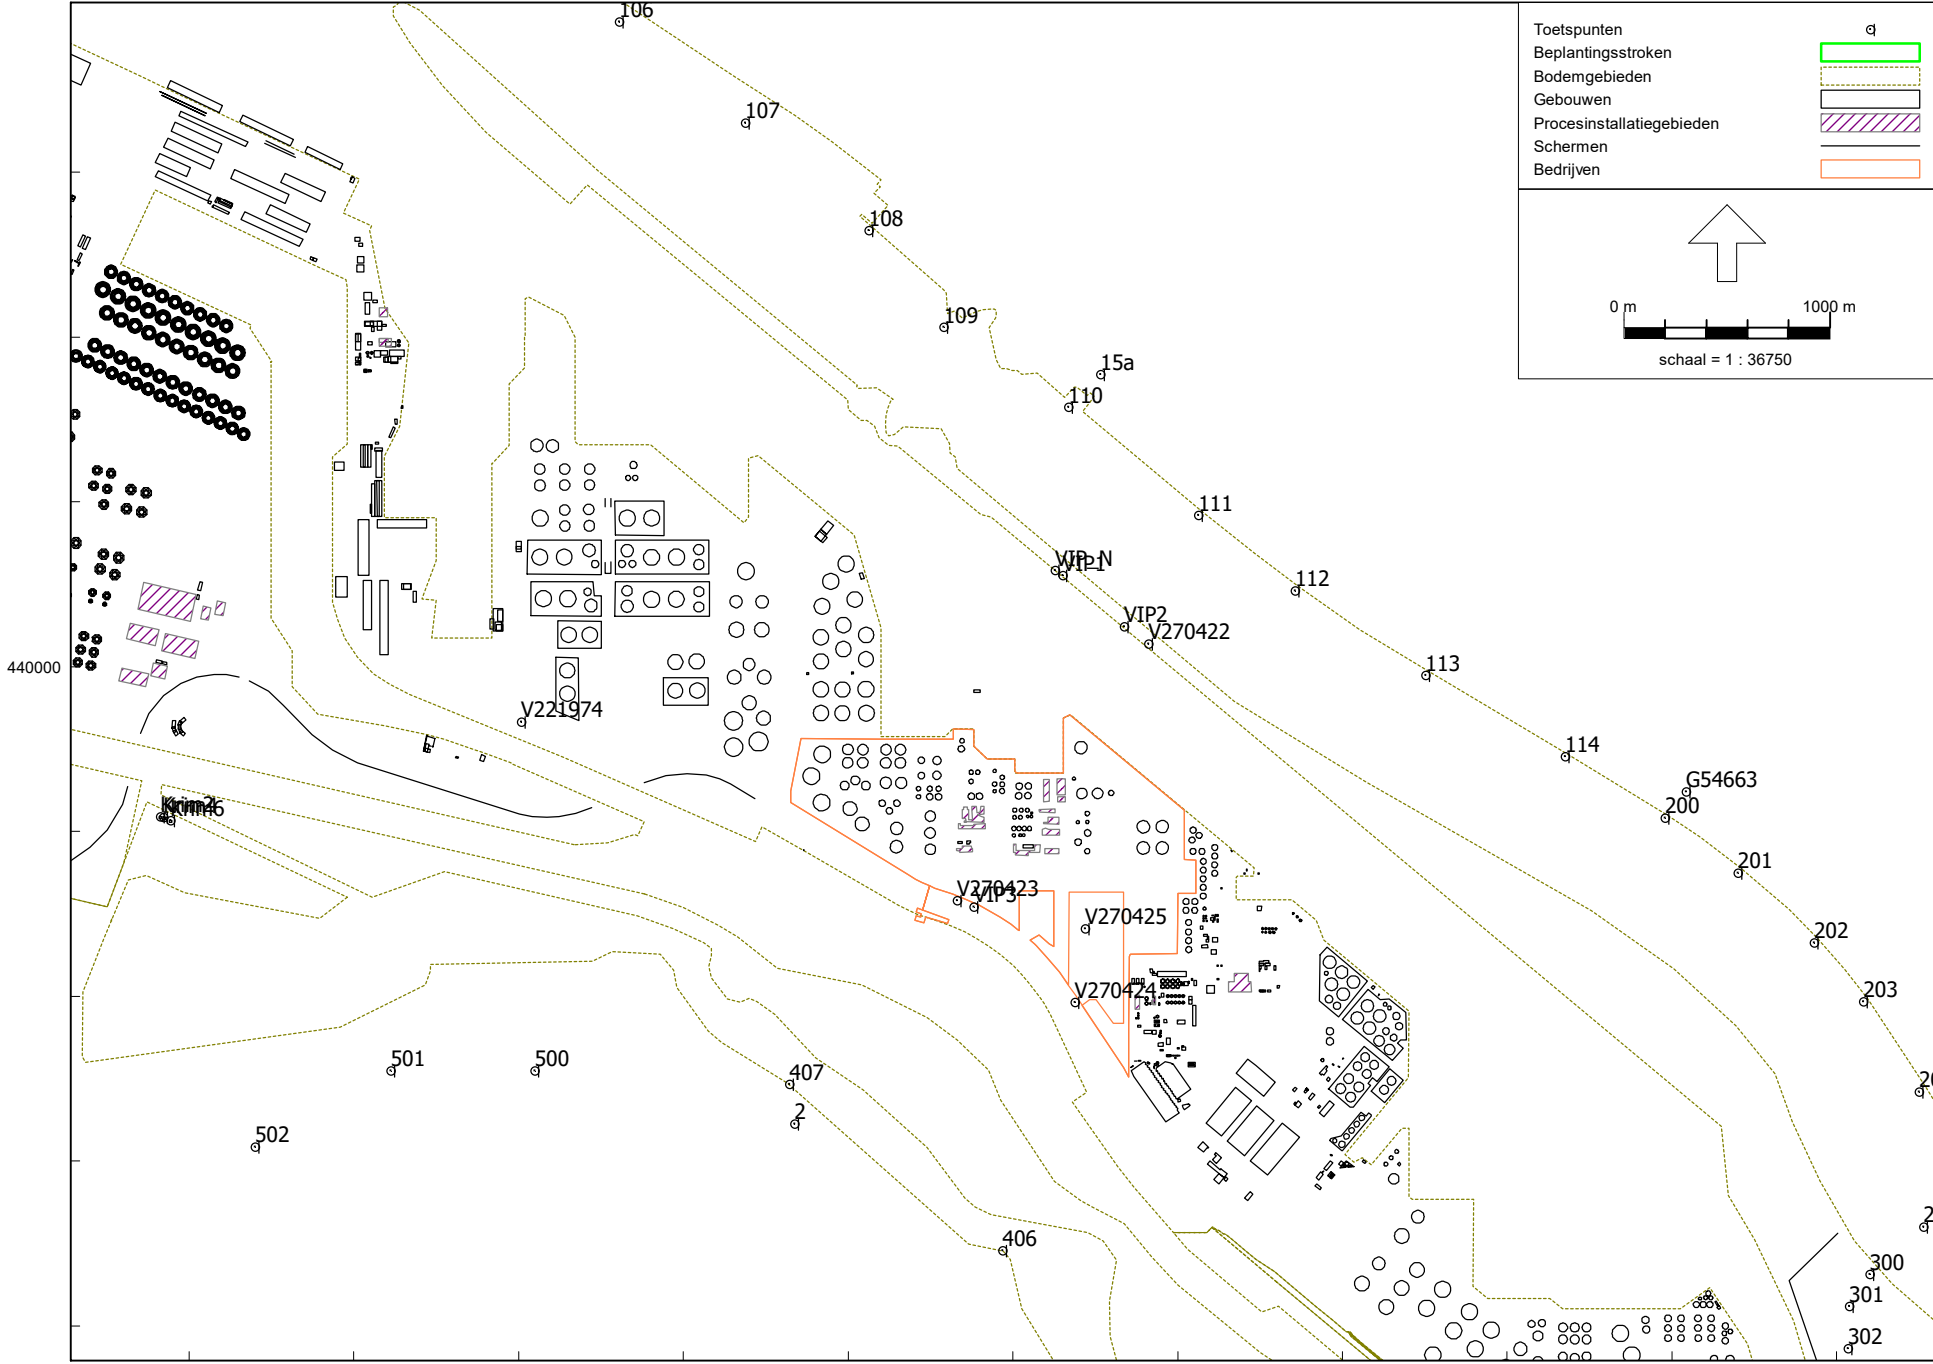 106
Toetspunten
Beplantingsstroken
Bodemgebieden
Gebouwen
Procesinstallatiegebieden
Schermen
Bedrijven
107
108
0 m 1000 m
schaal = 1 : 36750
109
15a
110
111
VIP_N
VIP1
112
VIP2
V270422
440000
113
V221974
114
G54663
200
201
V270423
VIP3
V270425
202
V270424
203
501
500
407
2
502
406
300
301
302